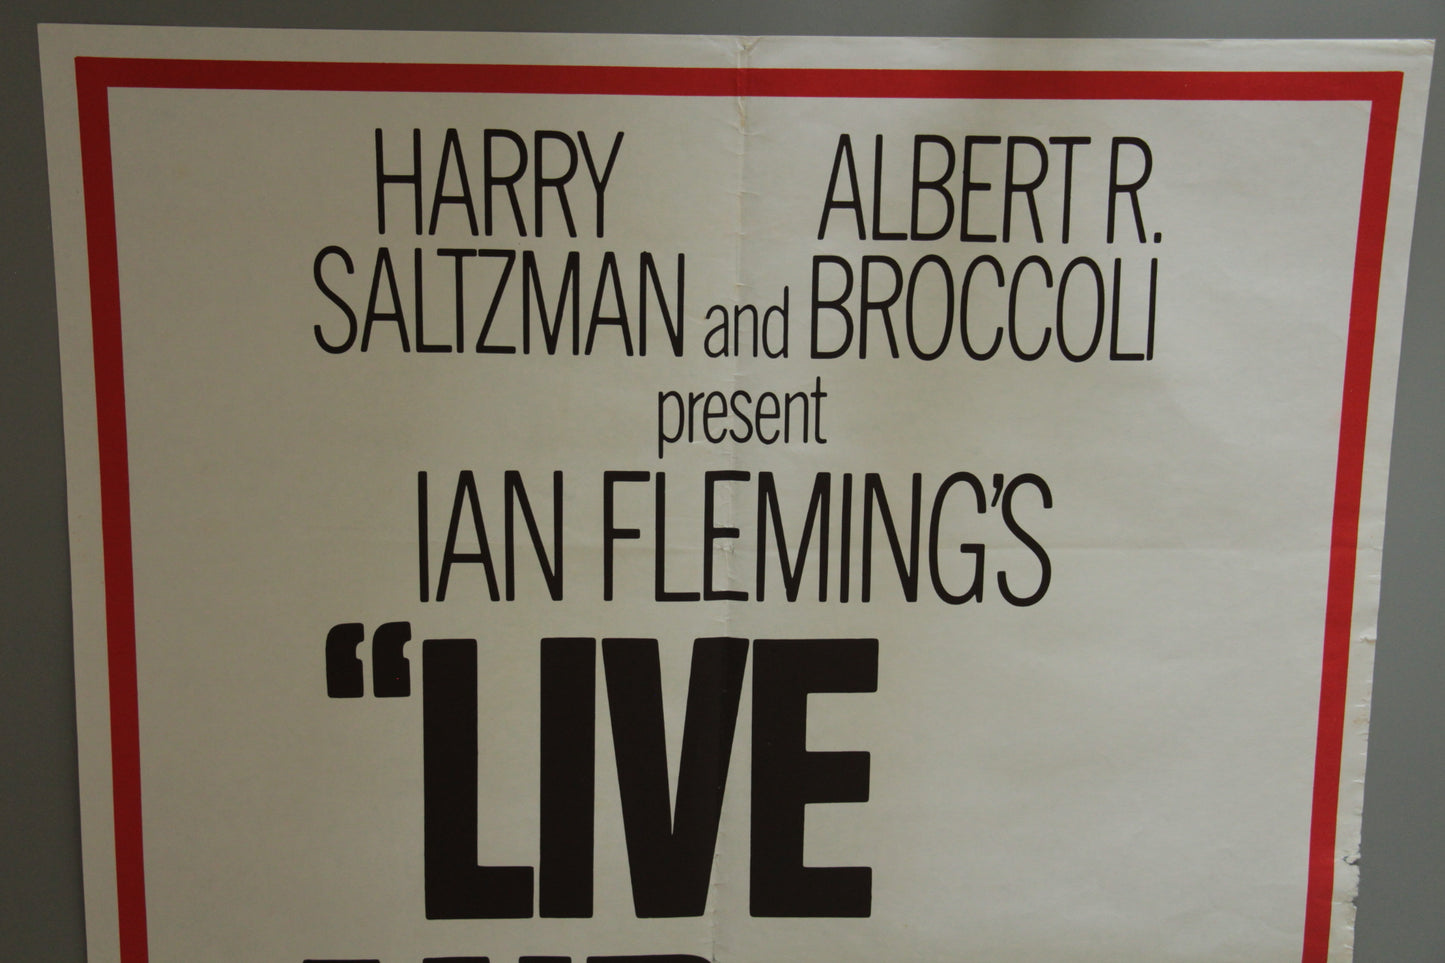 HARRY ALBERT R.
SALTZMAN and BROCCOLI
present
IAN FLEMING'S
“LIVE